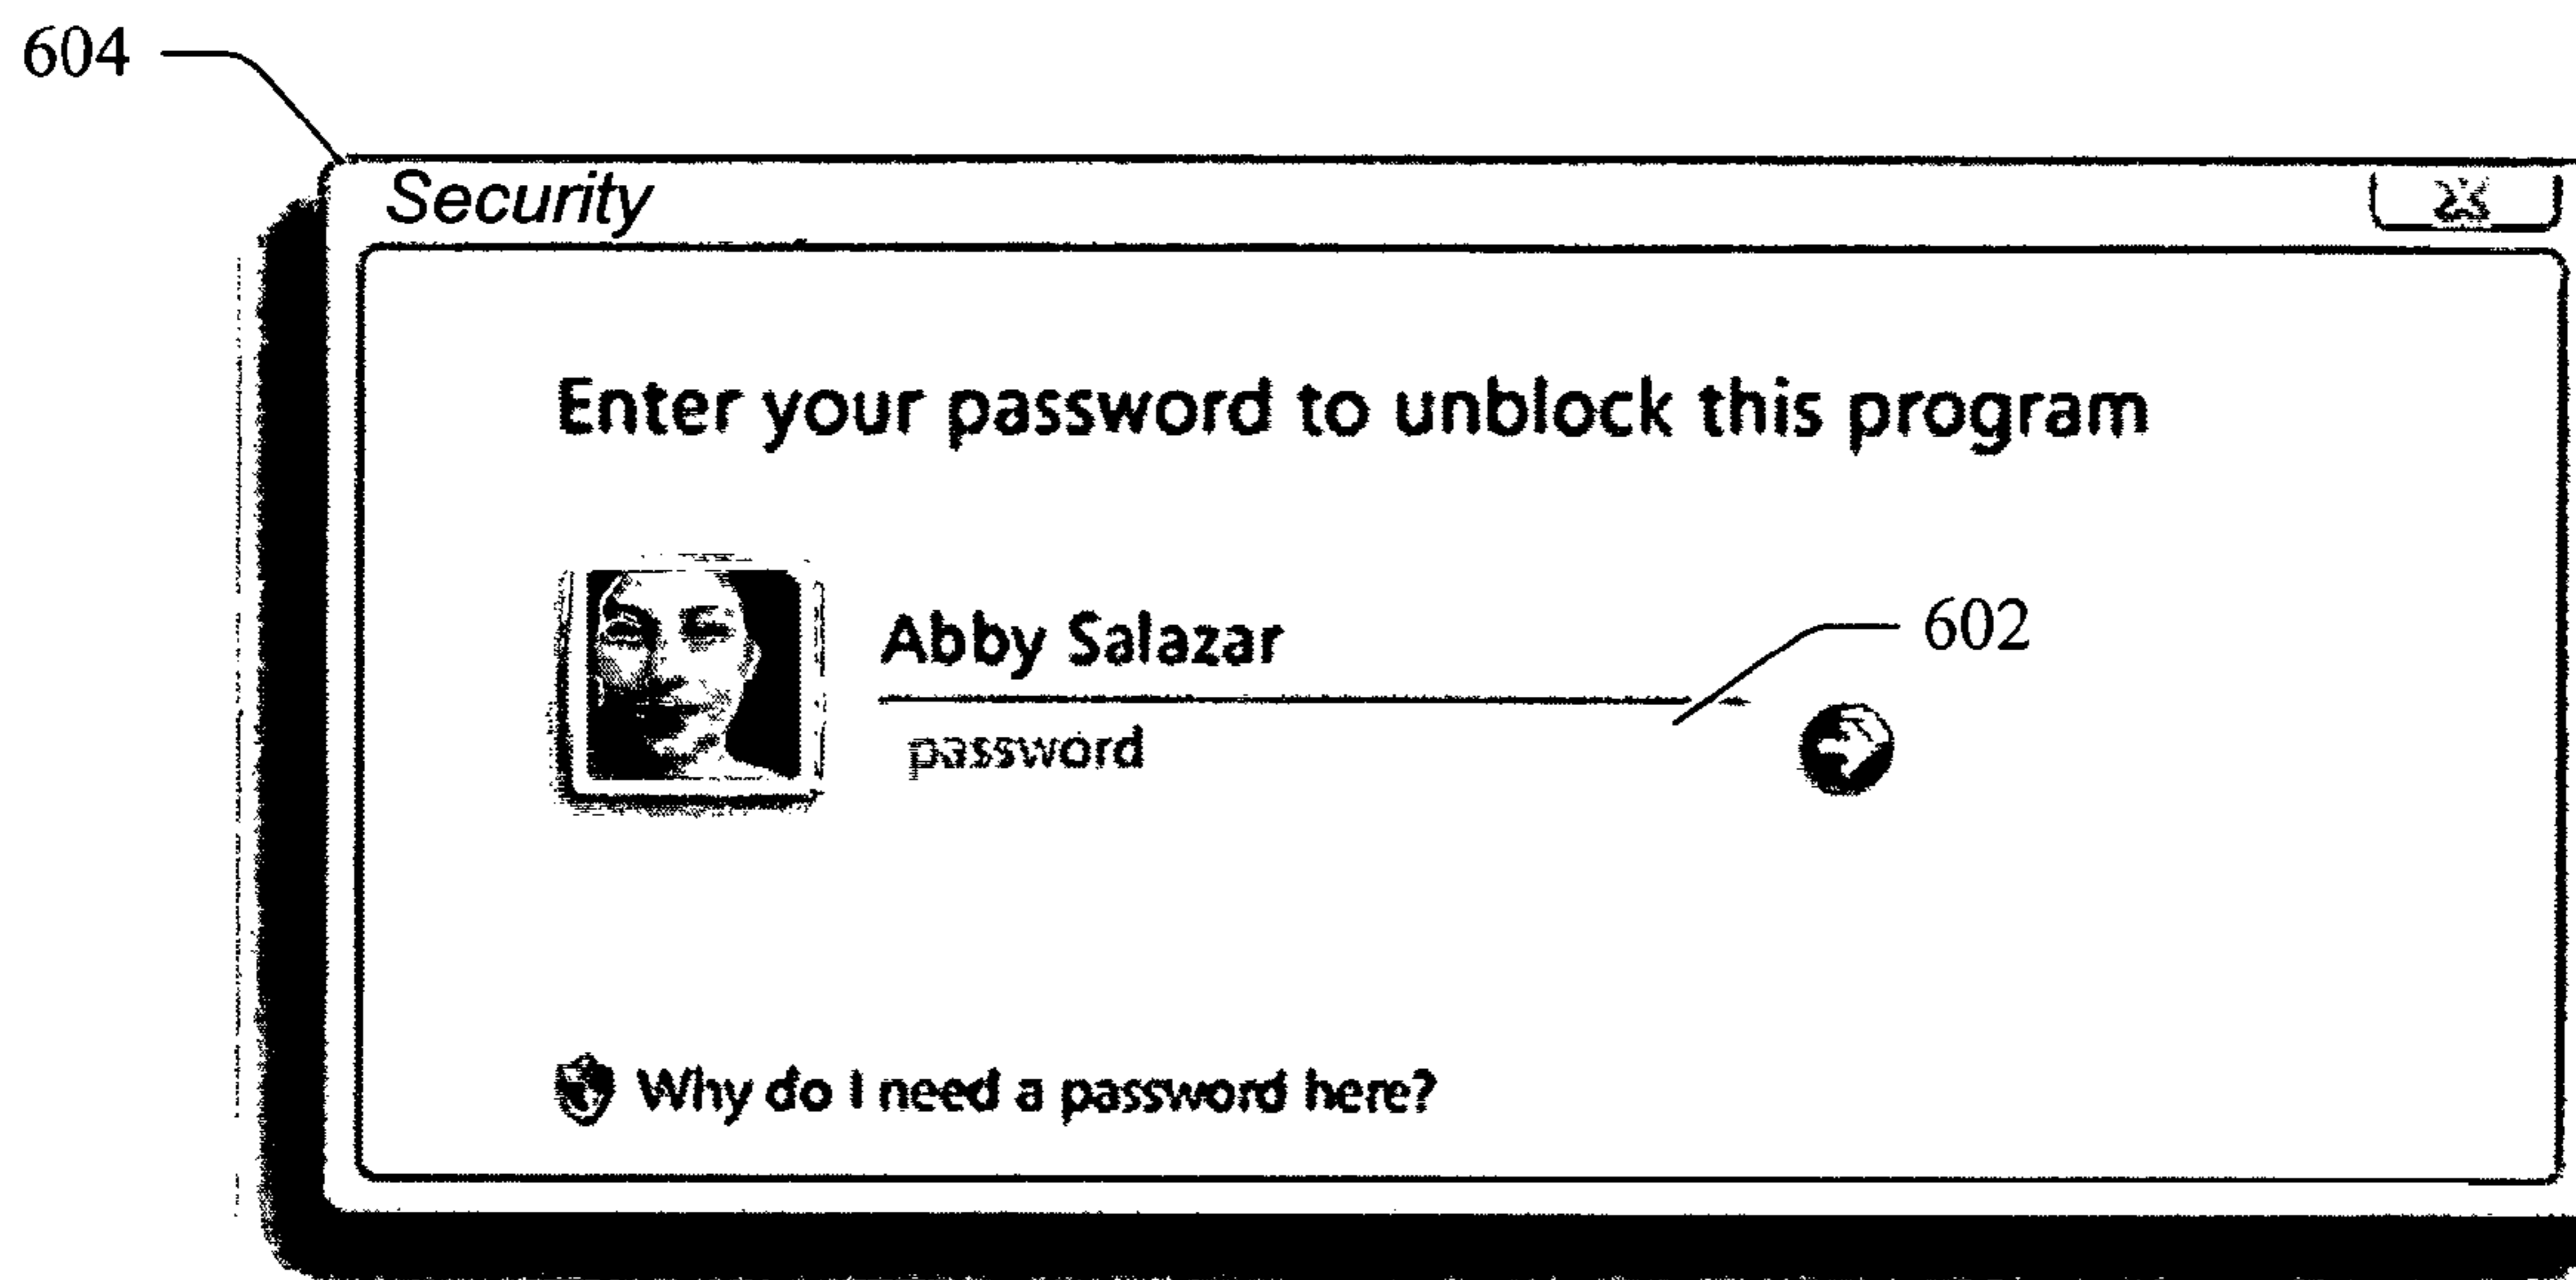 604
Security
Enter your password to unblock this program
Abby Salazar
602
password
Why do I need a password here?